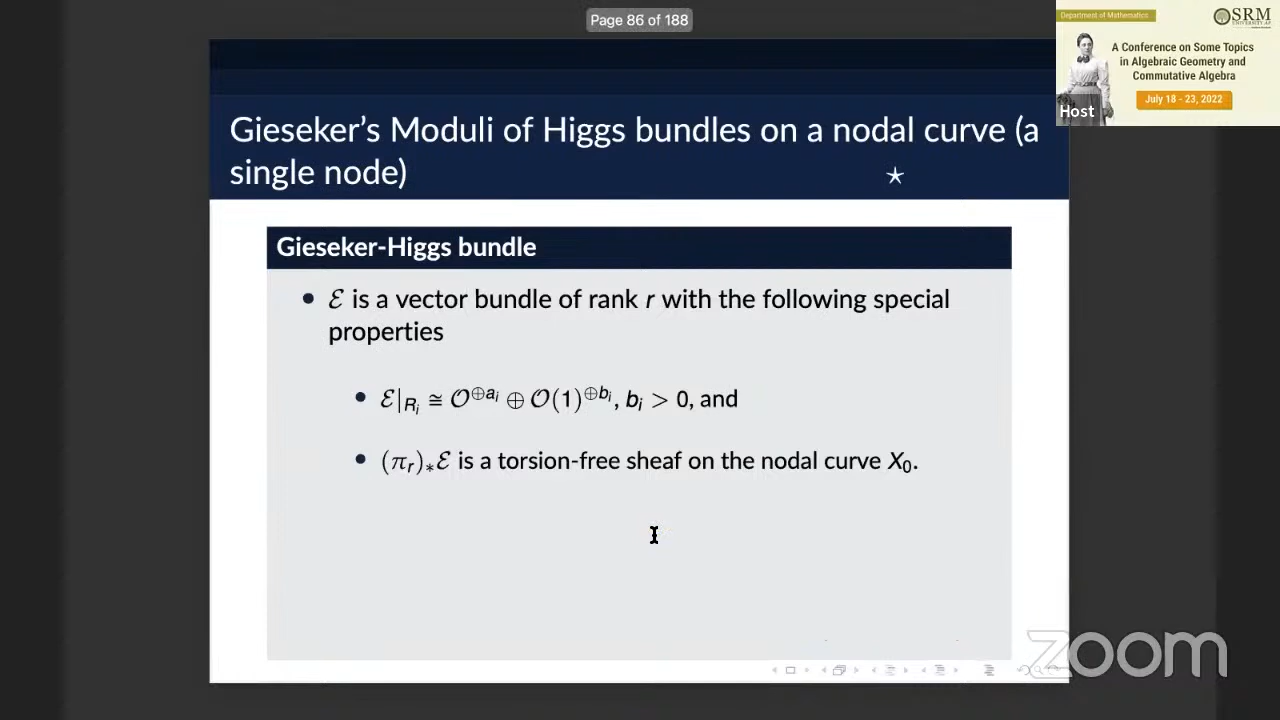 Page 86 of 188
Department of Mathematics
SRM
UNIVERSITY AP
A Conference on Some Topics
in Algebraic Geometry and
Commutative Algebra
July 18 - 23, 2022
Host
Gieseker's Moduli of Higgs bundles on a nodal curve (a
single node) ⋆
Gieseker-Higgs bundle
• ℰ is a vector bundle of rank r with the following special
properties
• ℰ|_{R_i} ≅ 𝒪^{⊕a_i} ⊕ 𝒪(1)^{⊕b_i}, b_i > 0, and
• (π_r)_*ℰ is a torsion-free sheaf on the nodal curve X₀.
zoom